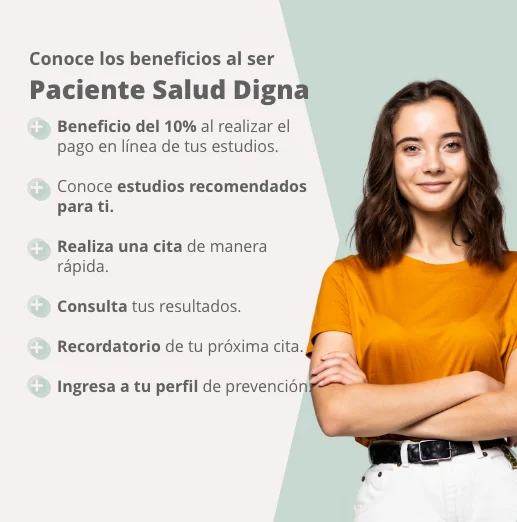 Conoce los beneficios al ser
Paciente Salud Digna
Beneficio del 10% al realizar el
pago en línea de tus estudios.
Conoce estudios recomendados
para ti.
Realiza una cita de manera
rápida.
Consulta tus resultados.
Recordatorio de tu próxima cita.
Ingresa a tu perfil de prevención.